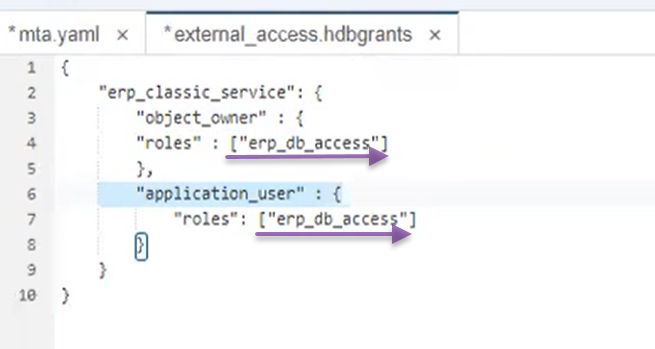 *mta.yaml × *external_access.hdbgrants ×
1 {
2 "erp_classic_service": {
3 "object_owner" : {
4 "roles" : ["erp_db_access"]
5 },
6 "application_user" : {
7 "roles": ["erp_db_access"]
8 }
9 }
10 }